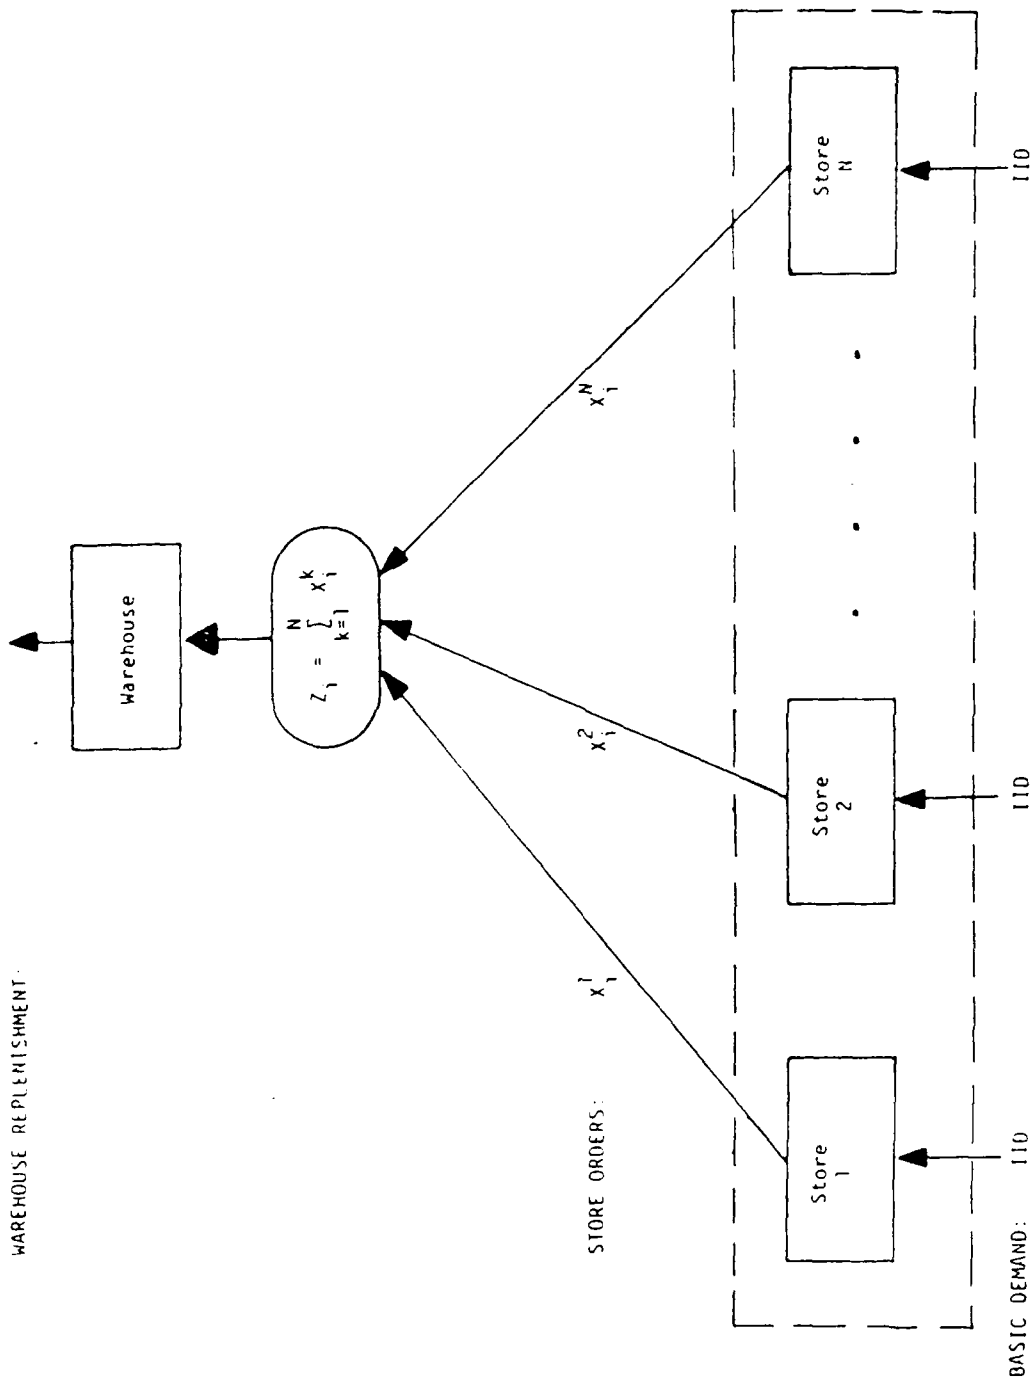 WAREHOUSE REPLENISHMENT:
Warehouse
Z_i = \sum_{k=1}^{N} X_i^k
STORE ORDERS:
X_i^1
X_i^2
X_i^N
Store
1
Store
2
Store
N
BASIC DEMAND:
IID
IID
IID